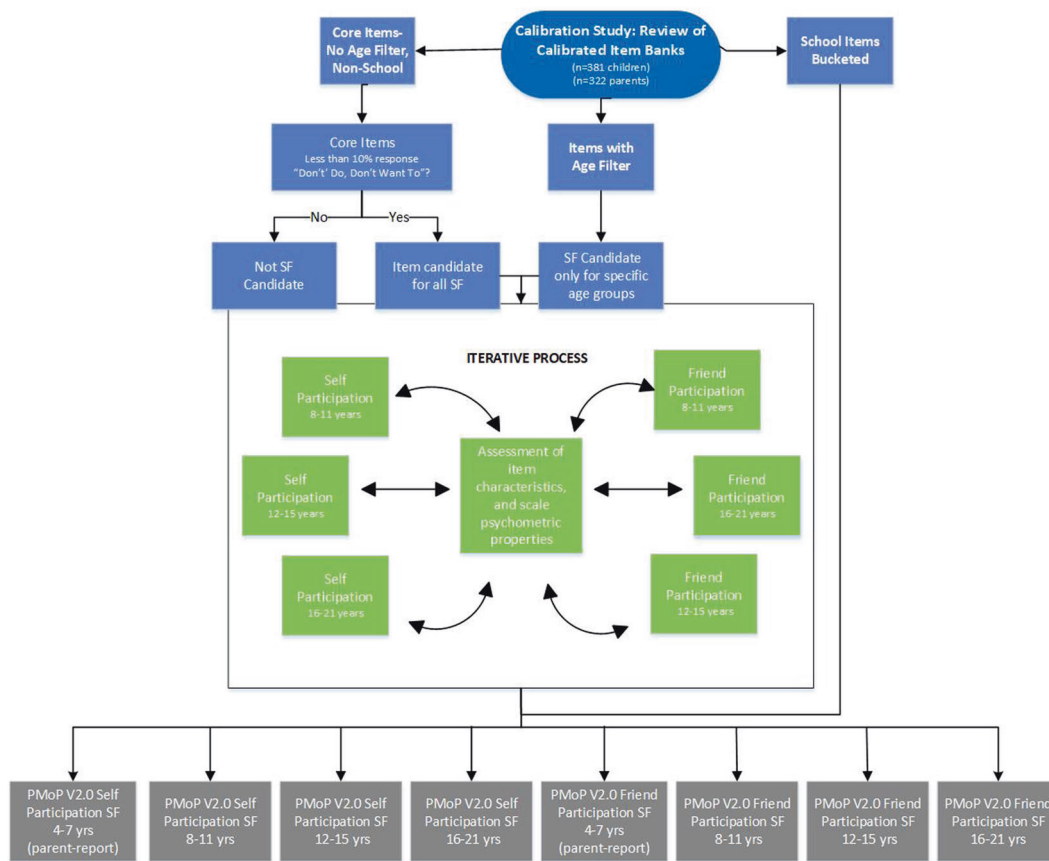 Core Items-
No Age Filter,
Non-School
Calibration Study: Review of
Calibrated Item Banks
(n=381 children)
(n=322 parents)
School Items
Bucketed
Core Items
Less than 10% response
"Don't' Do, Don't Want To"?
Items with
Age Filter
No
Yes
Not SF
Candidate
Item candidate
for all SF
SF Candidate
only for specific
age groups
ITERATIVE PROCESS
Self
Participation
8-11 years
Friend
Participation
8-11 years
Self
Participation
12-15 years
Assessment of
item
characteristics,
and scale
psychometric
properties
Friend
Participation
16-21 years
Self
Participation
16-21 years
Friend
Participation
12-15 years
PMoP V2.0 Self
Participation SF
4-7 yrs
(parent-report)
PMoP V2.0 Self
Participation SF
8-11 yrs
PMoP V2.0 Self
Participation SF
12-15 yrs
PMoP V2.0 Self
Participation SF
16-21 yrs
PMoP V2.0 Friend
Participation SF
4-7 yrs
(parent-report)
PMoP V2.0 Friend
Participation SF
8-11 yrs
PMoP V2.0 Friend
Participation SF
12-15 yrs
PMoP V2.0 Friend
Participation SF
16-21 yrs